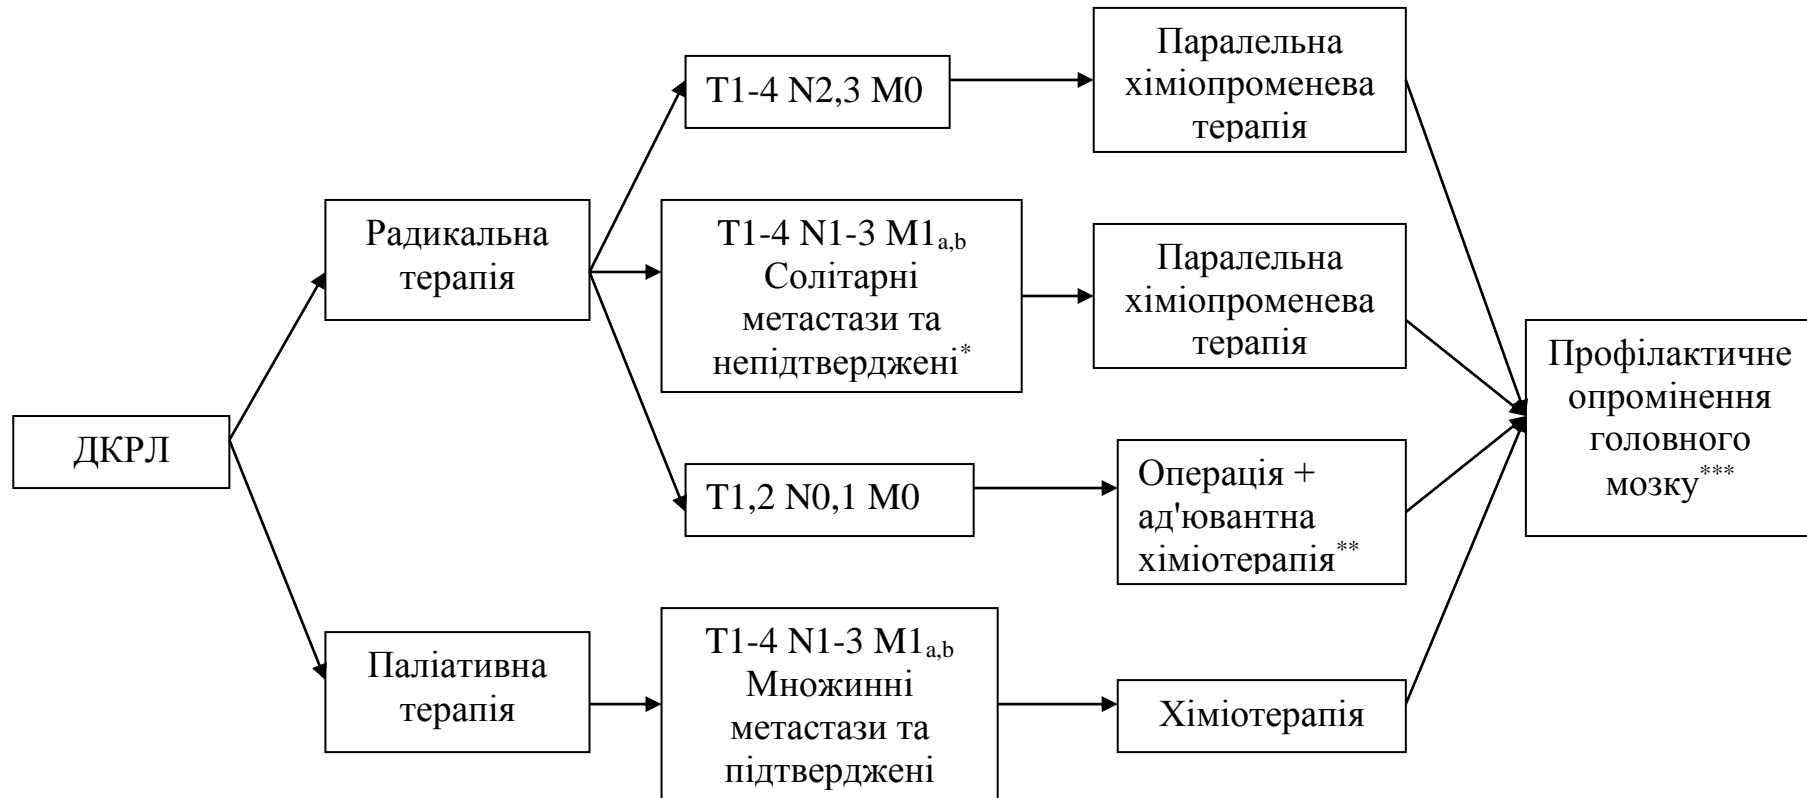 ДКРЛ
Радикальна
терапія
T1-4 N2,3 M0
Паралельна
хіміопроменева
терапія
T1-4 N1-3 M1a,b
Солітарні
метастази та
непідтверджені*
Паралельна
хіміопроменева
терапія
T1,2 N0,1 M0
Операція +
ад'ювантна
хіміотерапія**
Паліативна
терапія
T1-4 N1-3 M1a,b
Множинні
метастази та
підтверджені
Хіміотерапія
Профілактичне
опромінення
головного
мозку***